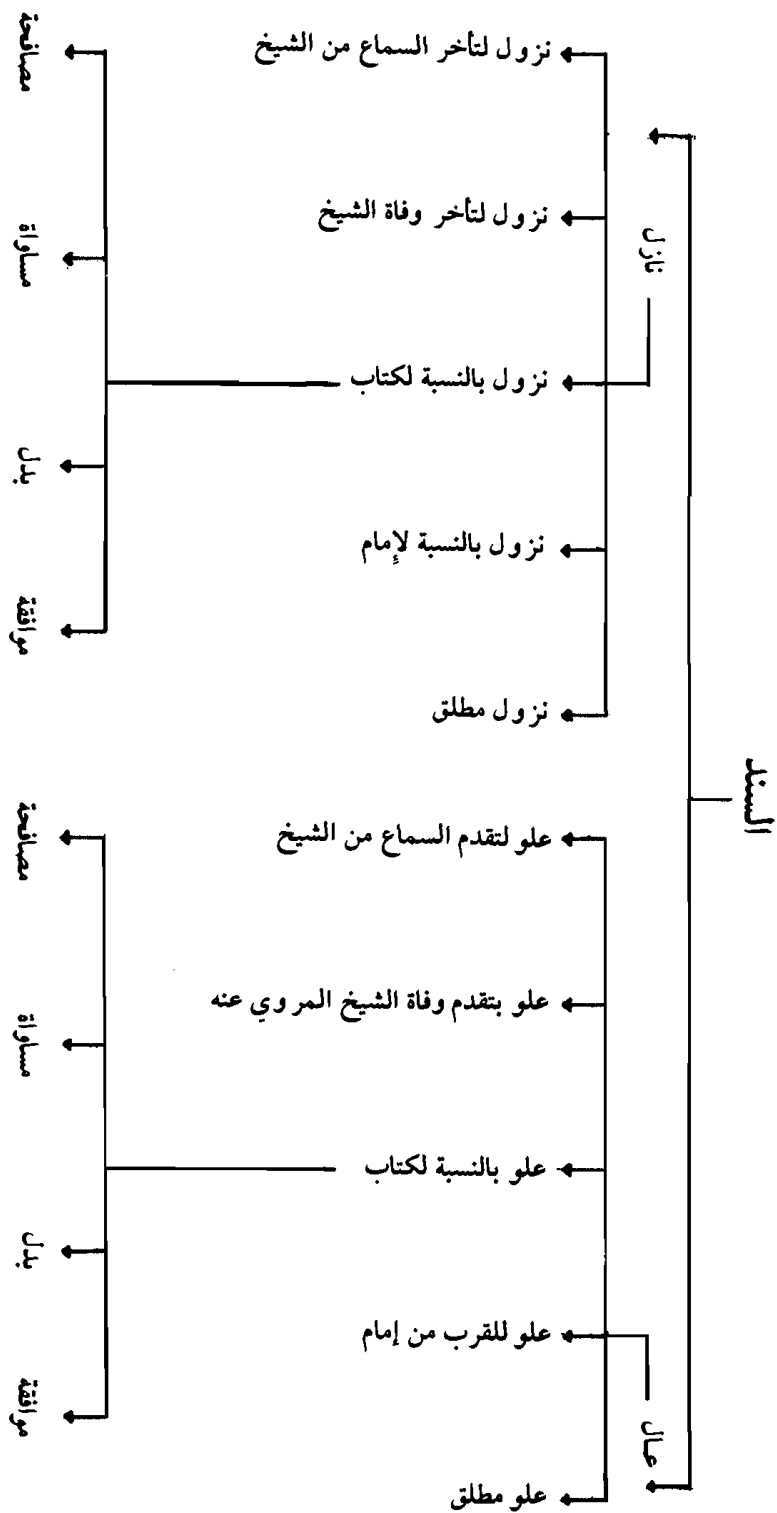 السند
نازل
نزول لتأخر السماع من الشيخ
نزول لتأخر وفاة الشيخ
نزول بالنسبة لكتاب
نزول بالنسبة لإمام
نزول مطلق
مصافحة
مساواة
بدل
موافقة
عال
علو لتقدم السماع من الشيخ
علو بتقدم وفاة الشيخ المروي عنه
علو بالنسبة لكتاب
علو للقرب من إمام
علو مطلق
مصافحة
مساواة
بدل
موافقة